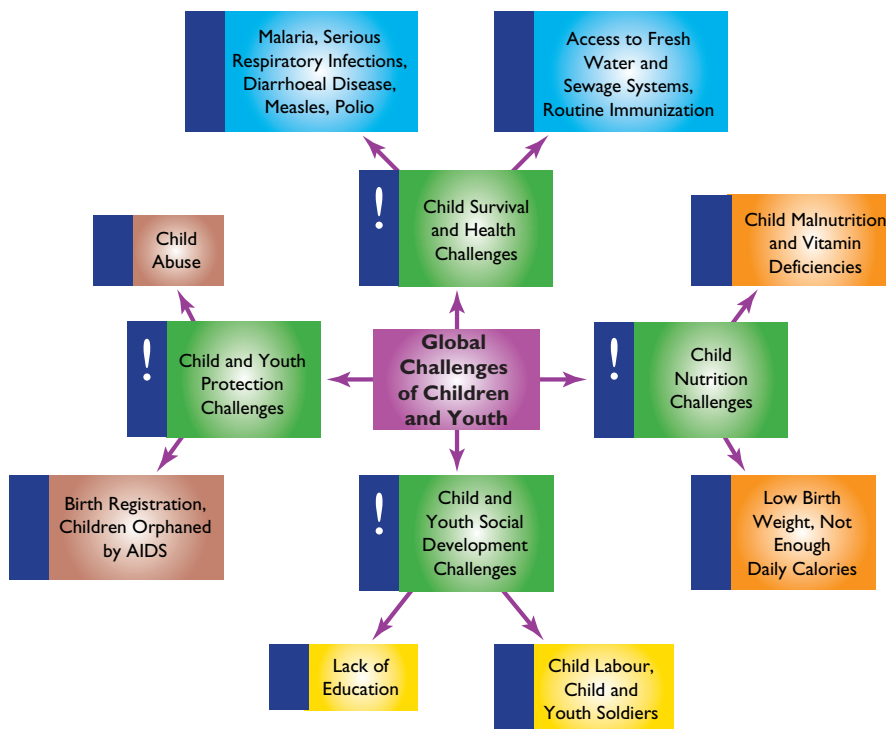 Malaria, Serious
Respiratory Infections,
Diarrhoeal Disease,
Measles, Polio
Access to Fresh
Water and
Sewage Systems,
Routine Immunization
!
Child Survival
and Health
Challenges
Child
Abuse
Child Malnutrition
and Vitamin
Deficiencies
!
Child and Youth
Protection
Challenges
Global
Challenges
of Children
and Youth
!
Child
Nutrition
Challenges
Birth Registration,
Children Orphaned
by AIDS
!
Child and
Youth Social
Development
Challenges
Low Birth
Weight, Not
Enough
Daily Calories
Lack of
Education
Child Labour,
Child and
Youth Soldiers